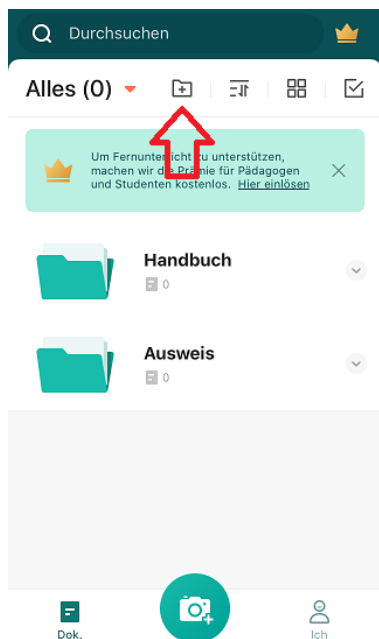 Durchsuchen
Alles (0)
Um Fernunterricht zu unterstützen,
machen wir die Prämie für Pädagogen
und Studenten kostenlos. Hier einlösen
Handbuch
0
Ausweis
0
Dok.
Ich